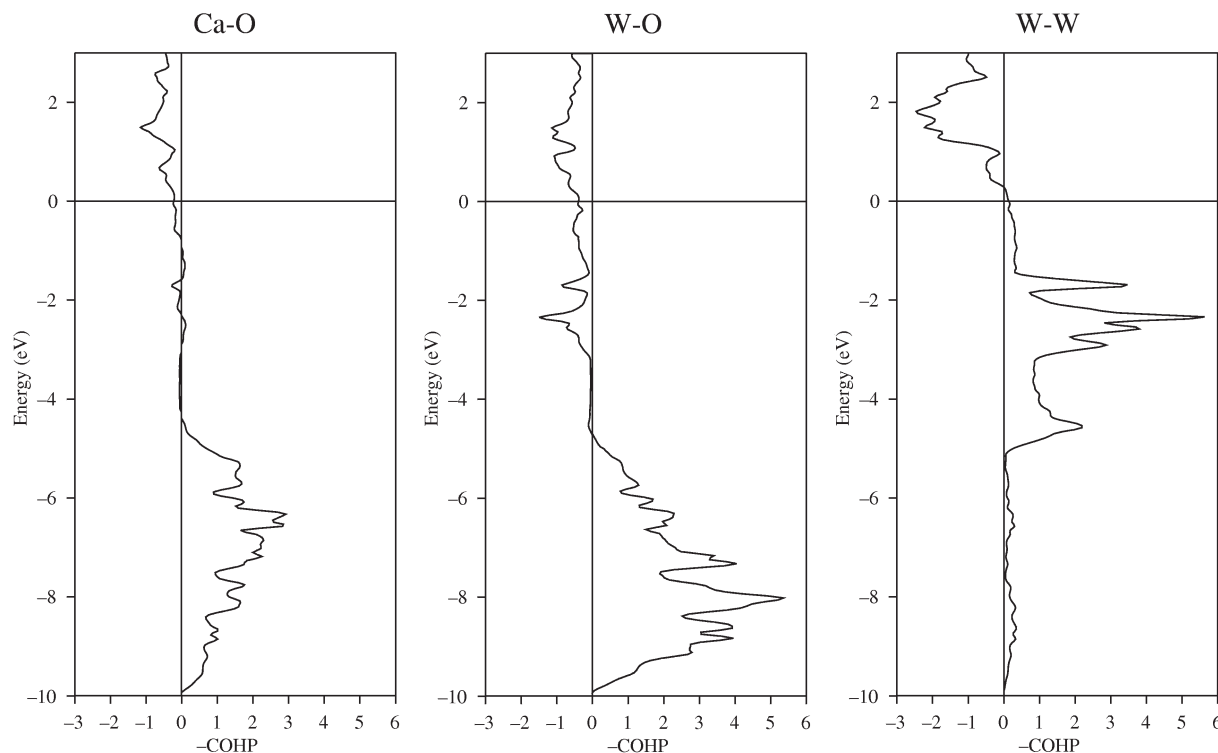 Ca-O W-O W-W
2 2 2
0 0 0
–2 –2 –2
–4 –4 –4
–6 –6 –6
–8 –8 –8
–10 –10 –10
Energy (eV) Energy (eV) Energy (eV)
–3 –2 –1 0 1 2 3 4 5 6 –3 –2 –1 0 1 2 3 4 5 6 –3 –2 –1 0 1 2 3 4 5 6
–COHP –COHP –COHP